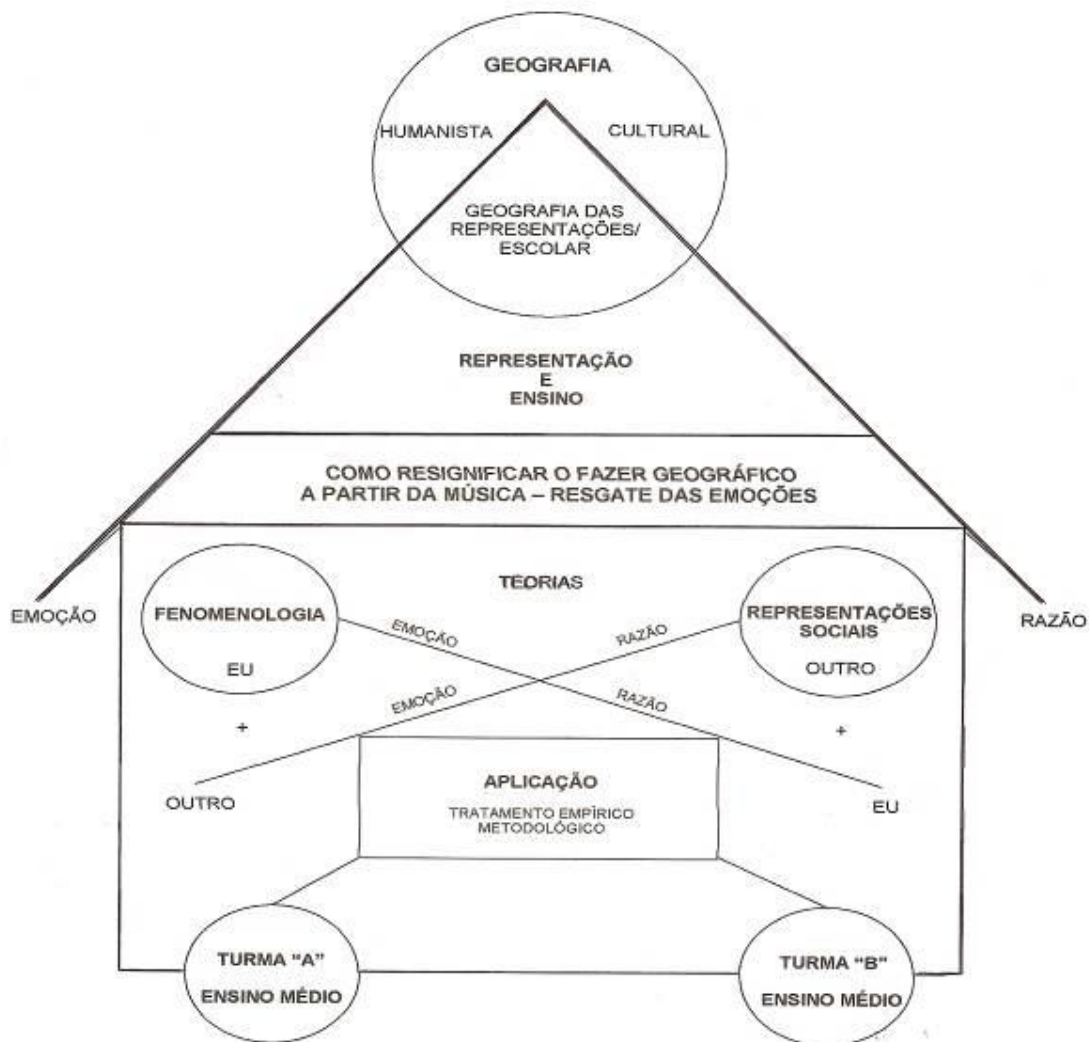 GEOGRAFIA
HUMANISTA
CULTURAL
GEOGRAFIA DAS
REPRESENTAÇÕES/
ESCOLAR
REPRESENTAÇÃO
E
ENSINO
COMO RESIGNIFICAR O FAZER GEOGRÁFICO
A PARTIR DA MÚSICA – RESGATE DAS EMOÇÕES
EMOÇÃO
RAZÃO
TEORIAS
FENOMENOLOGIA
EU
+
OUTRO
REPRESENTAÇÕES
SOCIAIS
OUTRO
+
EU
EMOÇÃO
RAZÃO
EMOÇÃO
RAZÃO
APLICAÇÃO
TRATAMENTO EMPÍRICO
METODOLÓGICO
TURMA "A"
ENSINO MÉDIO
TURMA "B"
ENSINO MÉDIO